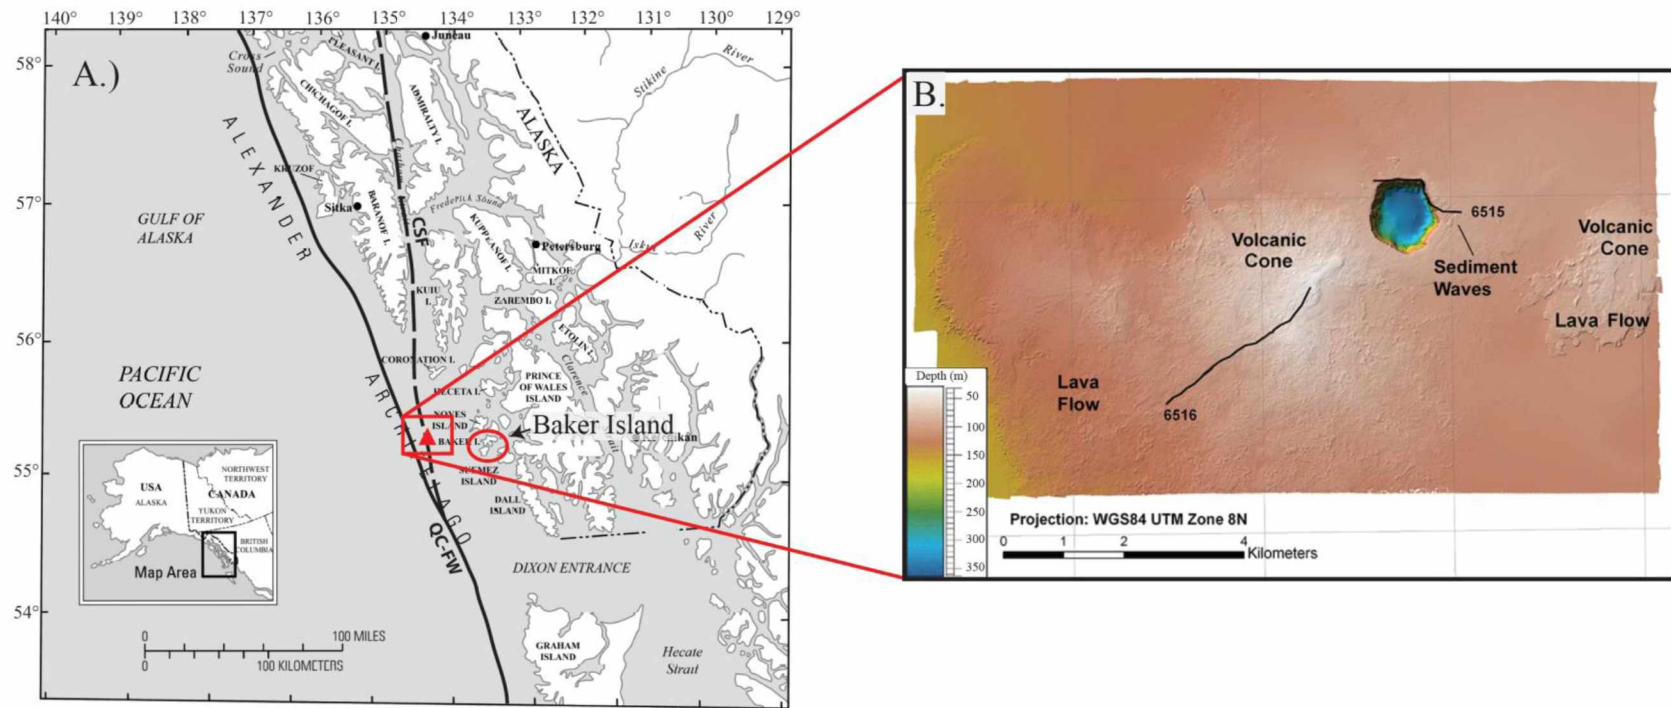 140° 139° 138° 137° 136° 135° 134° 133° 132° 131° 130° 129°
58°
57°
56°
55°
54°
A.)
Cross
Sound
PLEASANT I.
Juneau
CHICHAGOF I.
ADMIRALTY I.
ALASKA
Stikine
River
ALEXANDER
KRUZOF
Sitka
BARANOF I.
Chatham
CSF
Frederick Sound
KUPREANOF I.
Petersburg
Iskut
River
GULF OF
ALASKA
KUIU
I.
MITKOF
I.
ZAREMBO I.
ETOLIN I.
CORONATION I.
Clarence
PRINCE
OF WALES
ISLAND
PACIFIC
OCEAN
ARCHIPELAGO
NOYES
ISLAND
BAKER I.
Baker Island
kan
ISLAND
DALL
ISLAND
QC-FW
DIXON ENTRANCE
GRAHAM
ISLAND
Hecate
Strait
USA
ALASKA
NORTHWEST
TERRITORY
CANADA
YUKON
TERRITORY
BRITISH
COLUMBIA
Map Area
0 100 MILES
0 100 KILOMETERS
B.
6515
Volcanic
Cone
Sediment
Waves
Volcanic
Cone
Lava Flow
Lava
Flow
6516
Depth (m)
50
100
150
200
250
300
350
Projection: WGS84 UTM Zone 8N
0 1 2 4
Kilometers